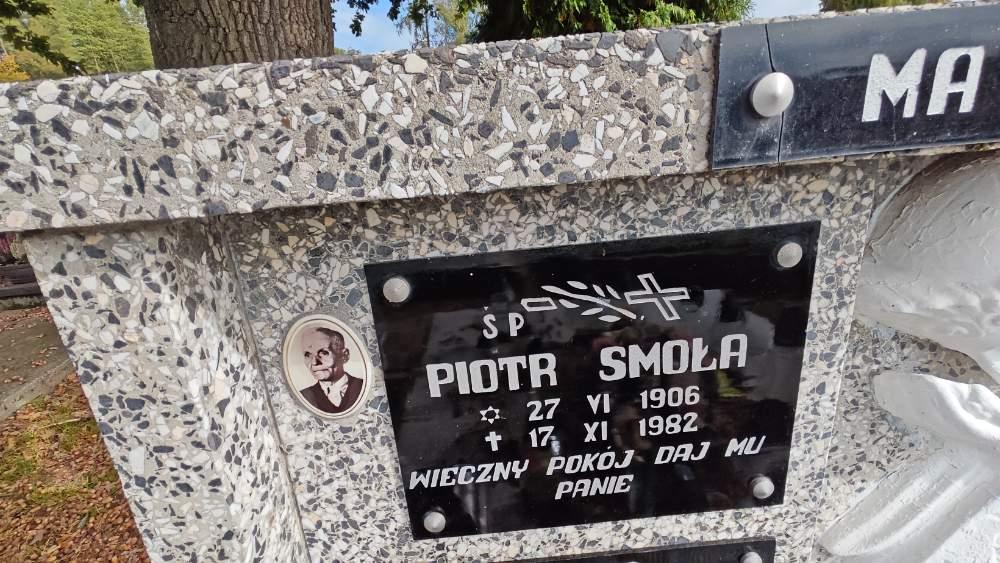 MA
ŚP
PIOTR SMOŁA
27 VI 1906
17 XI 1982
WIECZNY POKÓJ DAJ MU
PANIE